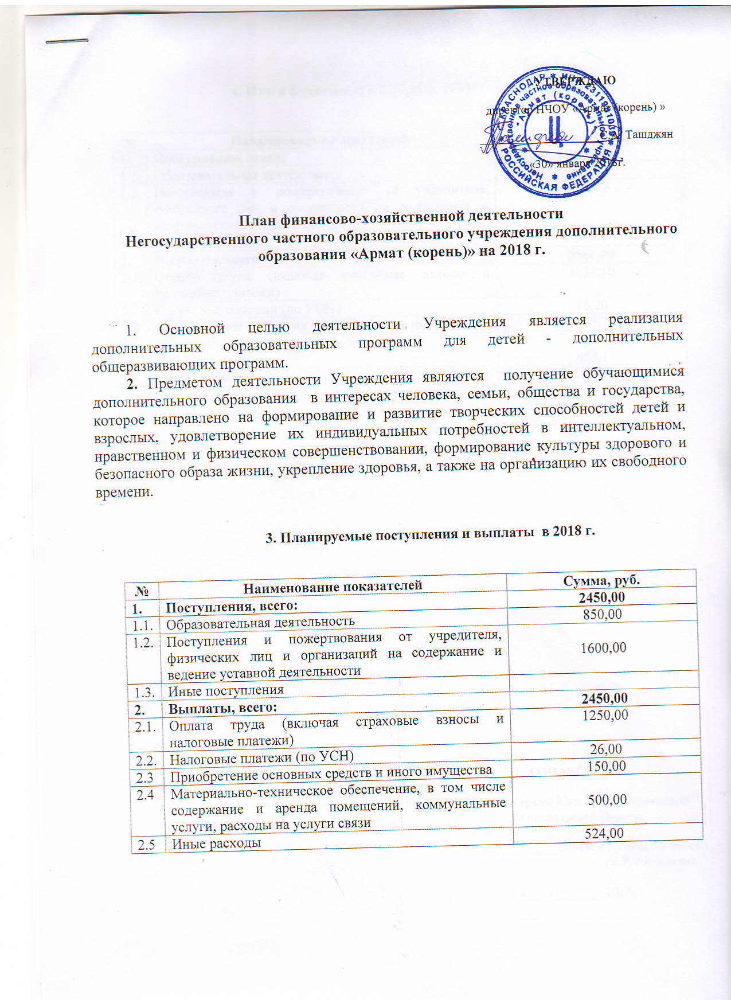 УТВЕРЖДАЮ
директор НЧОУ «Армат (корень) »
С.А. Ташджян
«30» января 2018г.
КРАСНОДАР * ИНН 2311981039 * РОССИЙСКАЯ ФЕДЕРАЦИЯ *
Негосударственное частное образовательное учреждение *
"Армат (корень)"
План финансово-хозяйственной деятельности
Негосударственного частного образовательного учреждения дополнительного
образования «Армат (корень)» на 2018 г.
1. Основной целью деятельности Учреждения является реализация
дополнительных образовательных программ для детей - дополнительных
общеразвивающих программ.
2. Предметом деятельности Учреждения являются получение обучающимися
дополнительного образования в интересах человека, семьи, общества и государства,
которое направлено на формирование и развитие творческих способностей детей и
взрослых, удовлетворение их индивидуальных потребностей в интеллектуальном,
нравственном и физическом совершенствовании, формирование культуры здорового и
безопасного образа жизни, укрепление здоровья, а также на организацию их свободного
времени.
3. Планируемые поступления и выплаты в 2018 г.
№ Наименование показателей Сумма, руб.
1. Поступления, всего: 2450,00
1.1. Образовательная деятельность 850,00
1.2. Поступления и пожертвования от учредителя,
физических лиц и организаций на содержание и 1600,00
ведение уставной деятельности
1.3. Иные поступления
2. Выплаты, всего: 2450,00
2.1. Оплата труда (включая страховые взносы и 1250,00
налоговые платежи)
2.2. Налоговые платежи (по УСН) 26,00
2.3 Приобретение основных средств и иного имущества 150,00
2.4 Материально-техническое обеспечение, в том числе
содержание и аренда помещений, коммунальные 500,00
услуги, расходы на услуги связи
2.5 Иные расходы 524,00